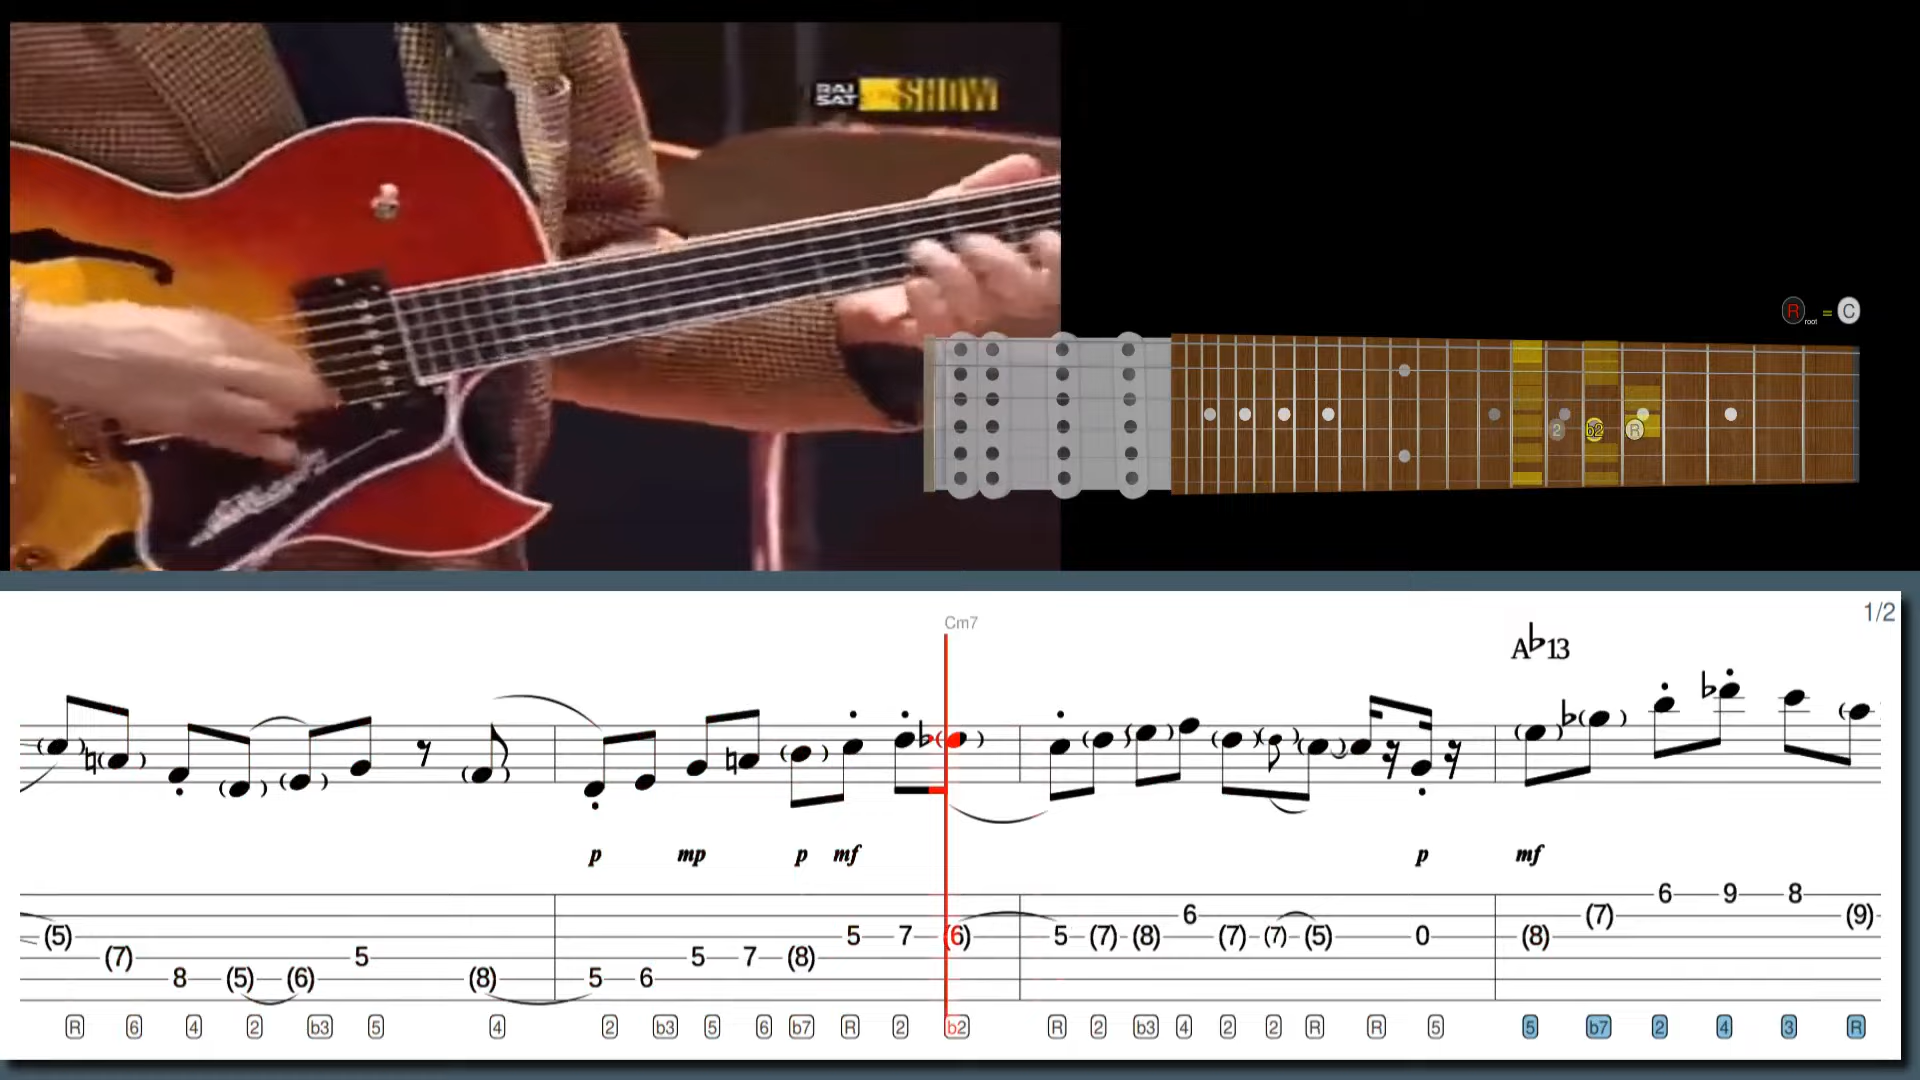 RAI
SAT SHOW
R root = C
2 b2 R
1/2
Cm7
A♭13
p mp p mf p mf
6 9 8
6 (7) (9)
(5) 5 7 (6) 5 (7) (8) (7) (7) (5) 0 (8)
(7) 5 5 7 (8)
8 (5) (6) (8) 5 6
R 6 4 2 b3 5 4 2 b3 5 6 b7 R 2 b2 R 2 b3 4 2 2 R R 5 5 b7 2 4 3 R